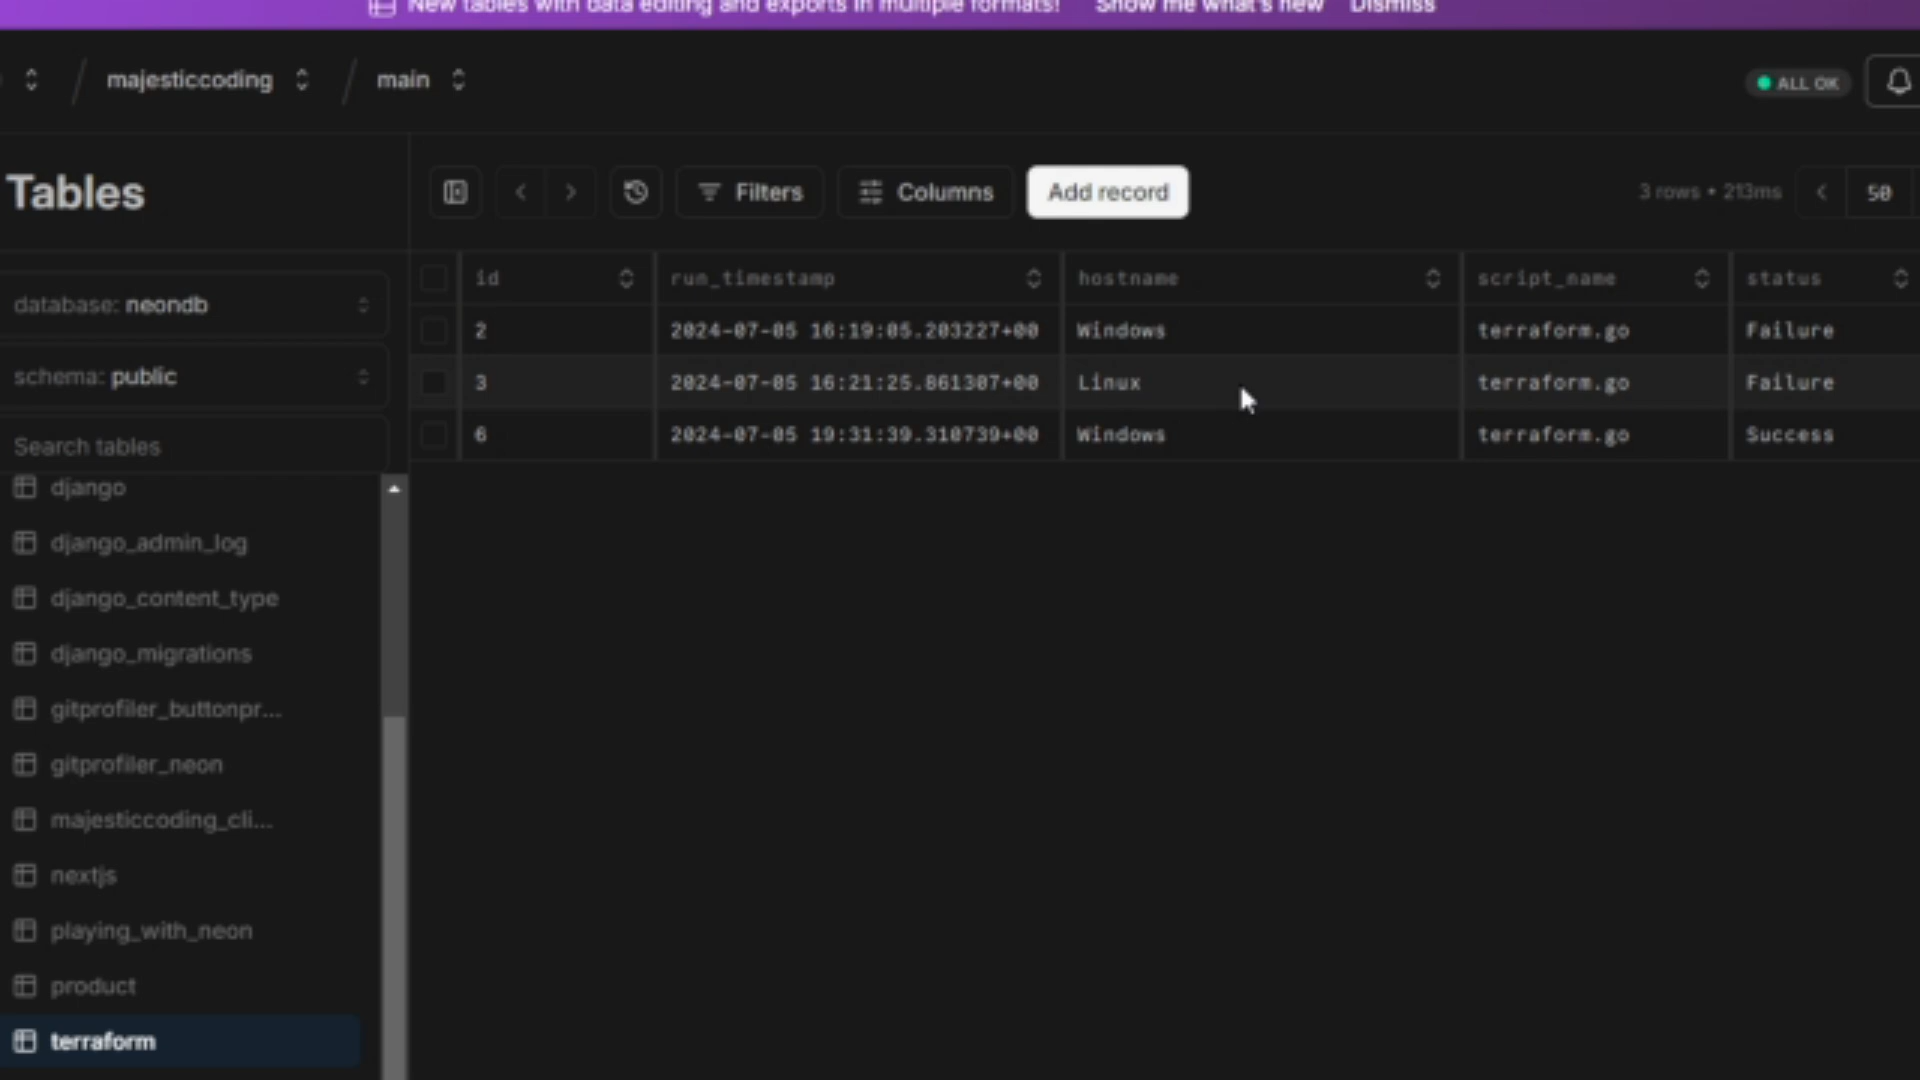 New tables with data editing and exports in multiple formats! Show me what's new Dismiss
majesticcoding main
ALL OK
Tables
Filters Columns Add record
3 rows • 213ms
50
database: neondb
schema: public
Search tables
django
django_admin_log
django_content_type
django_migrations
gitprofiler_buttonpr...
gitprofiler_neon
majesticcoding_cli...
nextjs
playing_with_neon
product
terraform
id run_timestamp hostname script_name status
2 2024-07-05 16:19:05.203227+00 Windows terraform.go Failure
3 2024-07-05 16:21:25.861307+00 Linux terraform.go Failure
6 2024-07-05 19:31:39.310739+00 Windows terraform.go Success